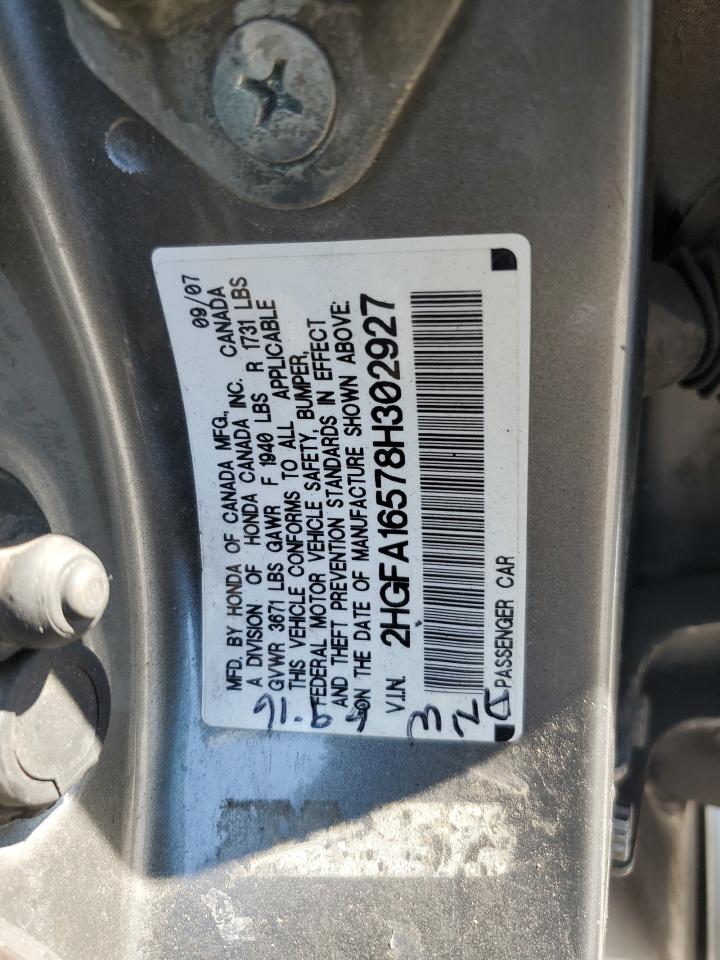 MFD. BY HONDA OF CANADA MFG., 09/07
A DIVISION OF HONDA CANADA INC. CANADA
GVWR 3671 LBS GAWR F 1940 LBS R 1731 LBS
THIS VEHICLE CONFORMS TO ALL APPLICABLE
FEDERAL MOTOR VEHICLE SAFETY, BUMPER,
AND THEFT PREVENTION STANDARDS IN EFFECT
ON THE DATE OF MANUFACTURE SHOWN ABOVE.
V.I.N. 2HGFA16578H302927
3
2
PASSENGER CAR